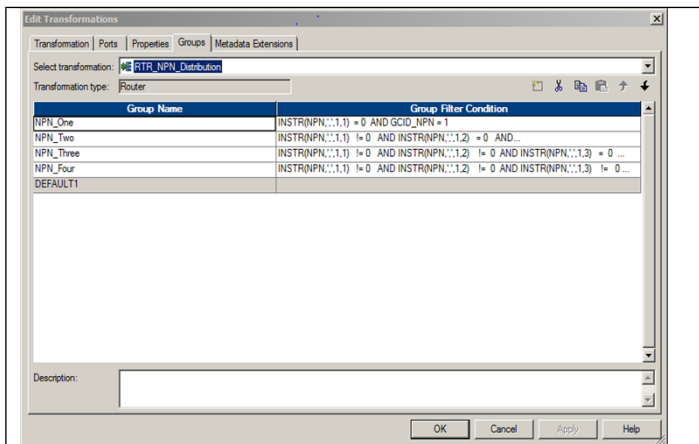 Edit Transformations
Transformation Ports Properties Groups Metadata Extensions
Select transformation: RTR_NPN_Distribution
Transformation type: Router
Group Name Group Filter Condition
NPN_One INSTR(NPN,',',1,1) = 0 AND GCID_NPN = 1
NPN_Two INSTR(NPN,',',1,1) != 0 AND INSTR(NPN,',',1,2) = 0 AND...
NPN_Three INSTR(NPN,',',1,1) != 0 AND INSTR(NPN,',',1,2) != 0 AND INSTR(NPN,',',1,3) = 0 ...
NPN_Four INSTR(NPN,',',1,1) != 0 AND INSTR(NPN,',',1,2) != 0 AND INSTR(NPN,',',1,3) != 0 ...
DEFAULT1
Description:
OK Cancel Apply Help